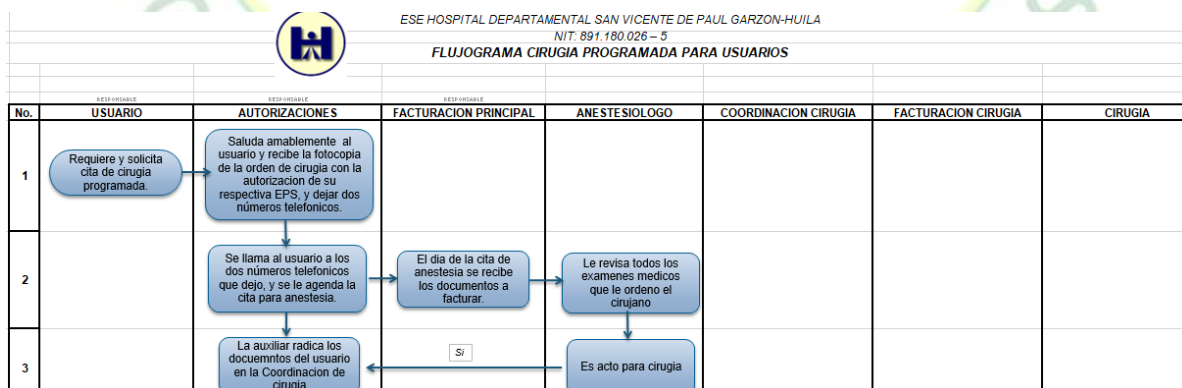 ESE HOSPITAL DEPARTAMENTAL SAN VICENTE DE PAUL GARZON-HUILA
NIT: 891.180.026 – 5
FLUJOGRAMA CIRUGIA PROGRAMADA PARA USUARIOS
RESPONSABLE RESPONSABLE RESPONSABLE
No. USUARIO AUTORIZACIONES FACTURACION PRINCIPAL ANESTESIOLOGO COORDINACION CIRUGIA FACTURACION CIRUGIA CIRUGIA
1
Requiere y solicita
cita de cirugia
programada.
Saluda amablemente al
usuario y recibe la fotocopia
de la orden de cirugia con la
autorizacion de su
respectiva EPS, y dejar dos
números telefonicos.
2
Se llama al usuario a los
dos números telefonicos
que dejo, y se le agenda la
cita para anestesia.
El dia de la cita de
anestesia se recibe
los documentos a
facturar.
Le revisa todos los
examenes medicos
que le ordeno el
cirujano
3
La auxiliar radica los
docuemntos del usuario
en la Coordinacion de
cirugia
Si
Es acto para cirugia